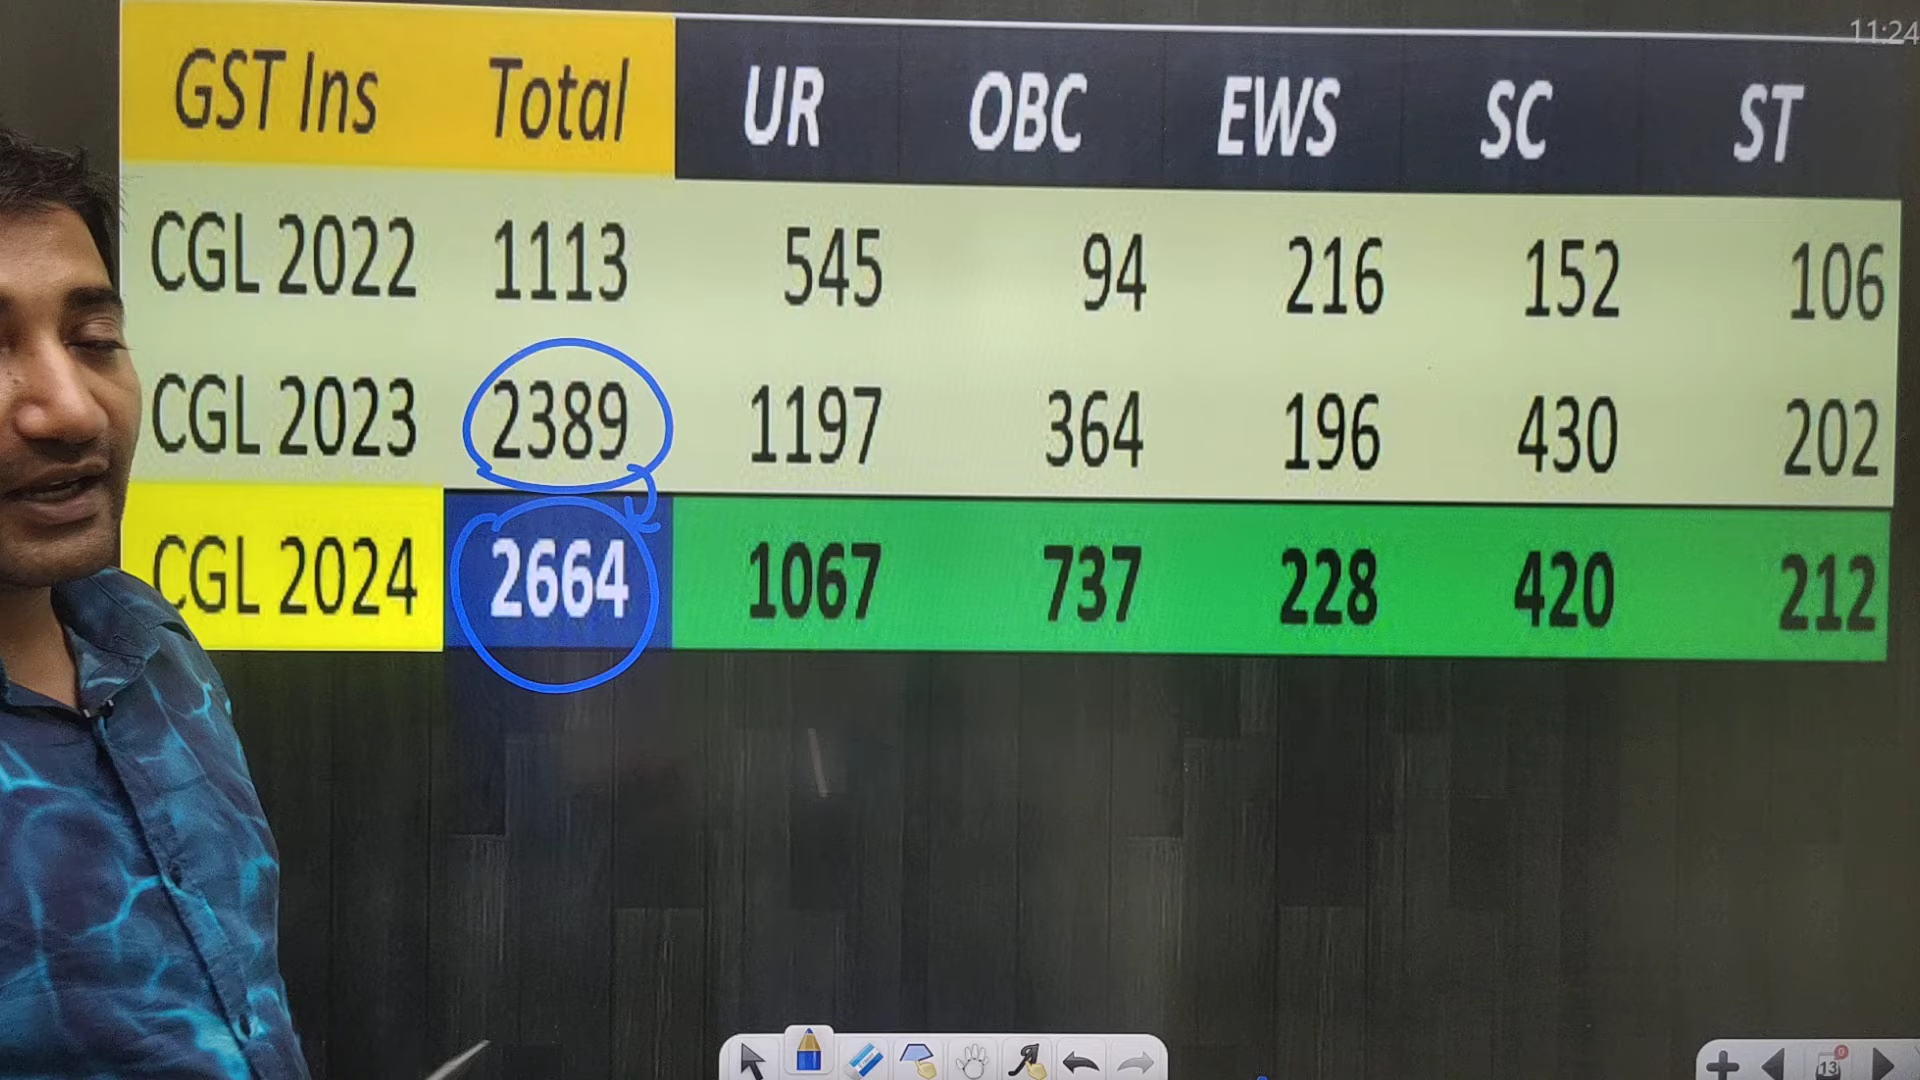 11:24
GST Ins Total UR OBC EWS SC ST
CGL 2022 1113 545 94 216 152 106
CGL 2023 2389 1197 364 196 430 202
CGL 2024 2664 1067 737 228 420 212
13